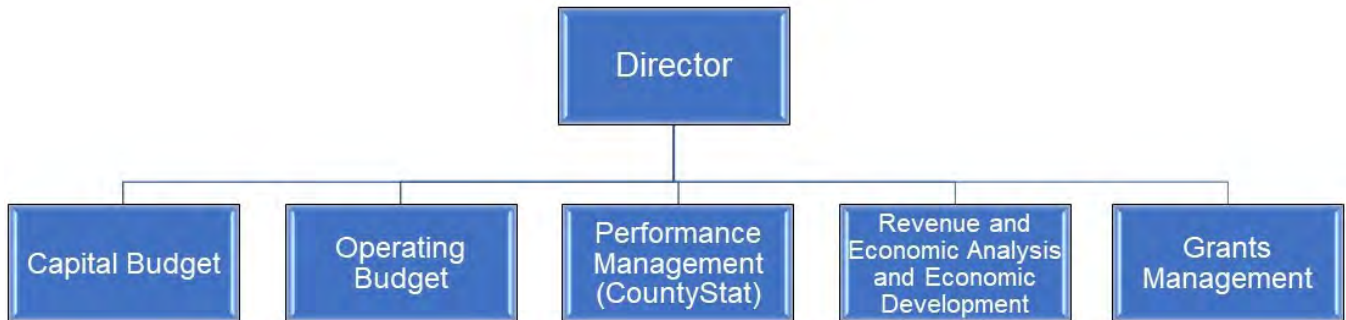 Director
Capital Budget
Operating
Budget
Performance
Management
(CountyStat)
Revenue and
Economic Analysis
and Economic
Development
Grants
Management